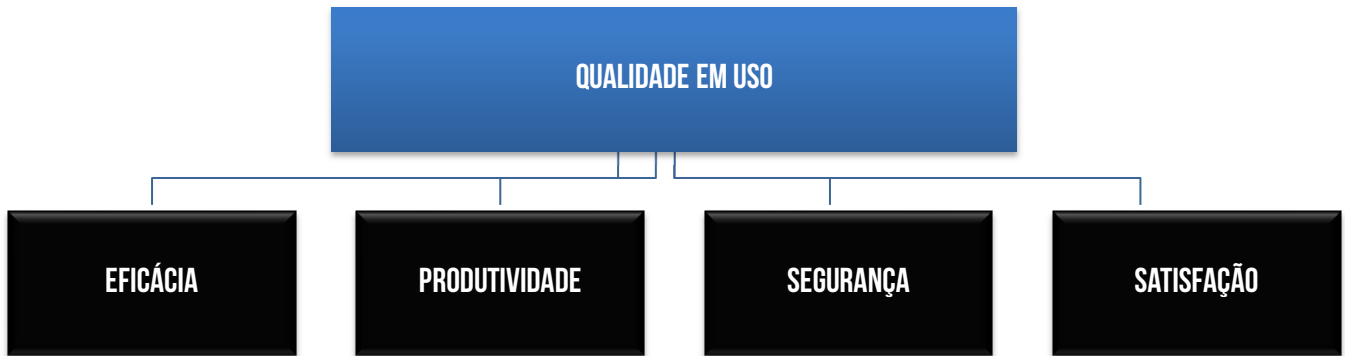 QUALIDADE EM USO
EFICÁCIA
PRODUTIVIDADE
SEGURANÇA
SATISFAÇÃO